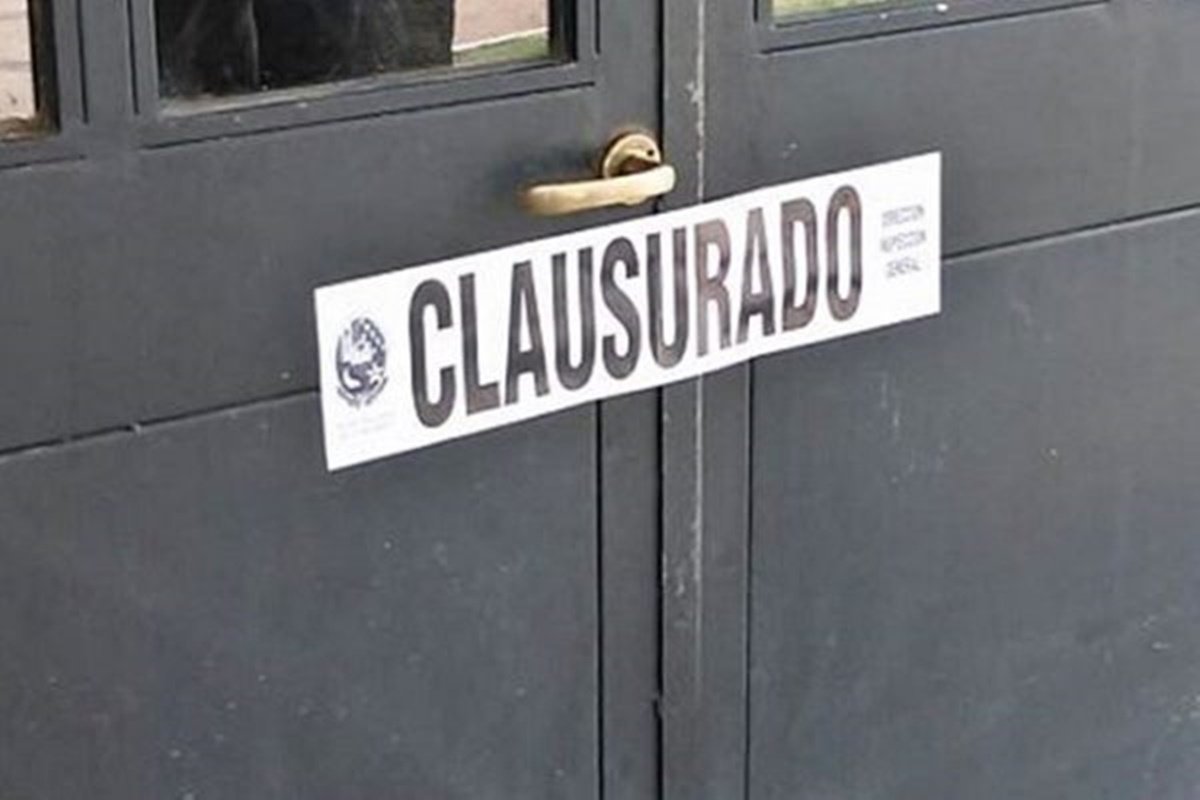 CLAUSURADO
DIRECCION
INSPECCION
GENERAL